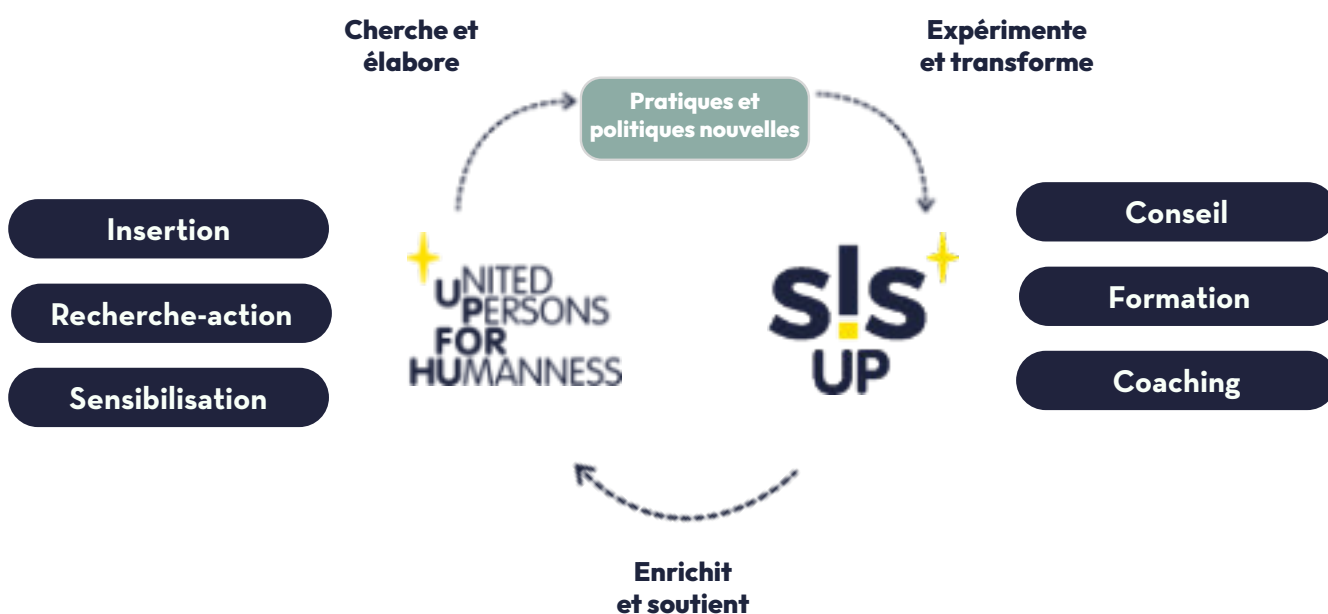 Cherche et
élabore
Expérimente
et transforme
Pratiques et
politiques nouvelles
Insertion
Recherche-action
Sensibilisation
UNITED
PERSONS
FOR
HUMANNESS
s!s
UP
Conseil
Formation
Coaching
Enrichit
et soutient